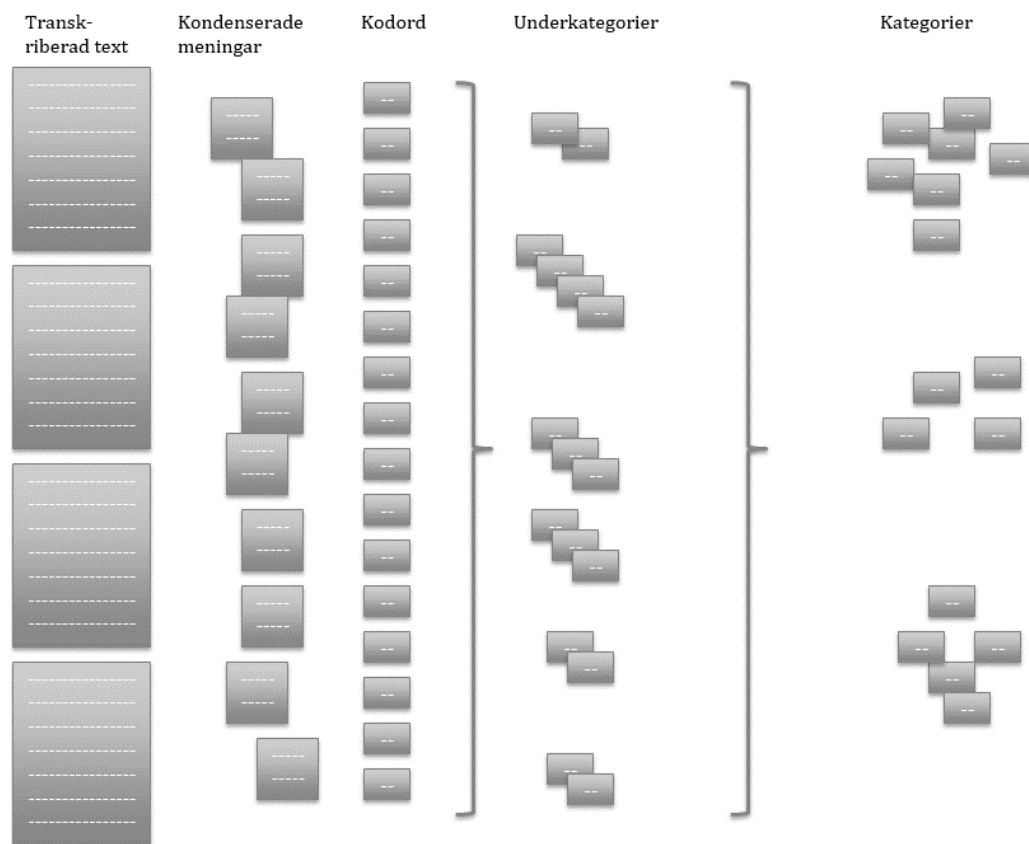 Transk-
riberad text
Kondenserade
meningar
Kodord
Underkategorier
Kategorier